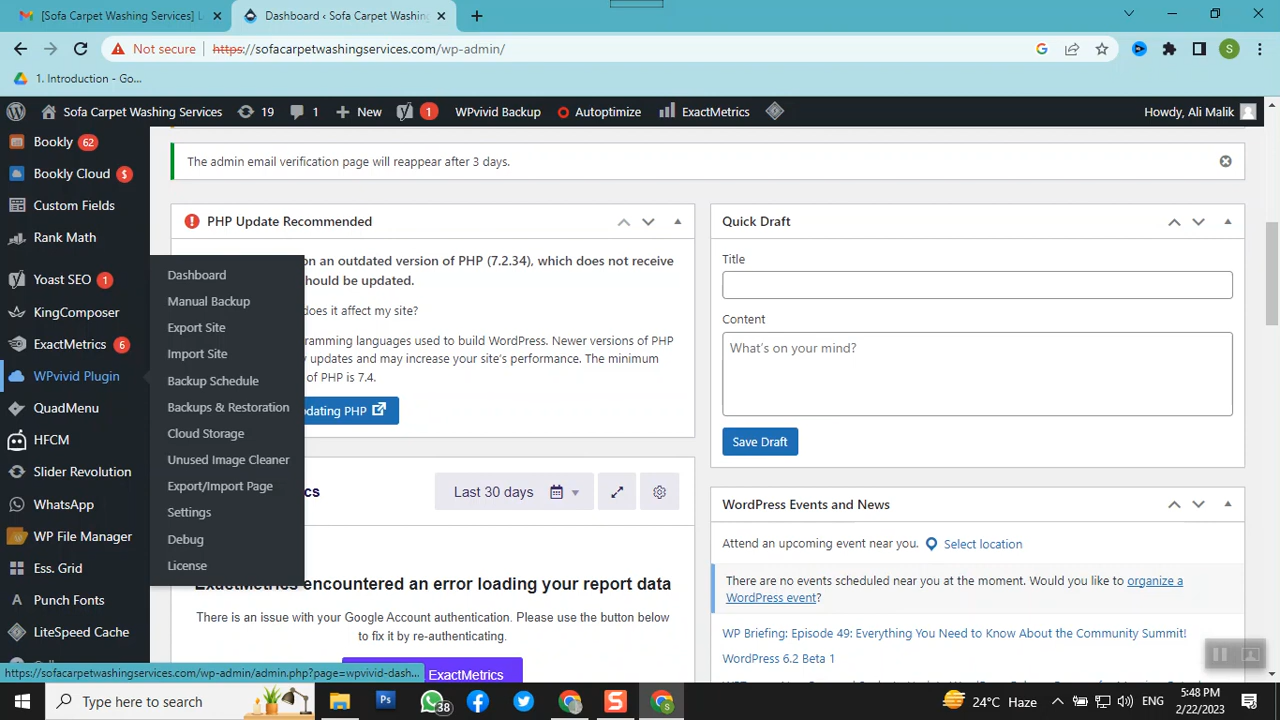 [Sofa Carpet Washing Services] L
Dashboard ‹ Sofa Carpet Washing
Not secure
https://sofacarpetwashingservices.com/wp-admin/
S
1. Introduction - Go...
Sofa Carpet Washing Services
19
1
New
1
WPvivid Backup
Autoptimize
ExactMetrics
Howdy, Ali Malik
Bookly 62
Bookly Cloud $
Custom Fields
Rank Math
Yoast SEO 1
KingComposer
ExactMetrics 6
WPvivid Plugin
QuadMenu
HFCM
Slider Revolution
WhatsApp
WP File Manager
Ess. Grid
Punch Fonts
LiteSpeed Cache
Dashboard
Manual Backup
Export Site
Import Site
Backup Schedule
Backups & Restoration
Cloud Storage
Unused Image Cleaner
Export/Import Page
Settings
Debug
License
The admin email verification page will reappear after 3 days.
PHP Update Recommended
on an outdated version of PHP (7.2.34), which does not receive
hould be updated.
does it affect my site?
ramming languages used to build WordPress. Newer versions of PHP
updates and may increase your site's performance. The minimum
of PHP is 7.4.
dating PHP
cs
Last 30 days
ExactMetrics encountered an error loading your report data
There is an issue with your Google Account authentication. Please use the button below
to fix it by re-authenticating.
ExactMetrics
Quick Draft
Title
Content
What's on your mind?
Save Draft
WordPress Events and News
Attend an upcoming event near you.
Select location
There are no events scheduled near you at the moment. Would you like to organize a
WordPress event?
WP Briefing: Episode 49: Everything You Need to Know About the Community Summit!
WordPress 6.2 Beta 1
https://sofacarpetwashingservices.com/wp-admin/admin.php?page=wpvivid-dash...
Type here to search
Ps
38
S
S
24°C Haze
ENG
5:48 PM
2/22/2023